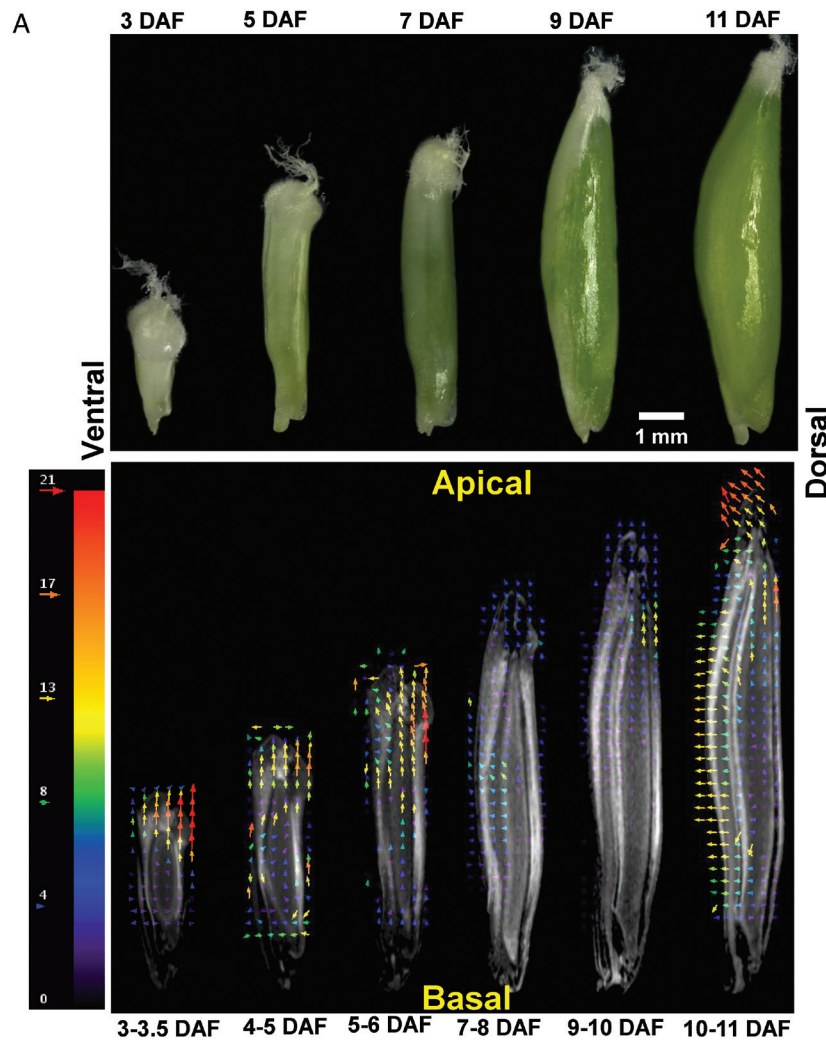 A
3 DAF 5 DAF 7 DAF 9 DAF 11 DAF
Ventral
Dorsal
1 mm
Apical
21
17
13
8
4
0
Basal
3-3.5 DAF 4-5 DAF 5-6 DAF 7-8 DAF 9-10 DAF 10-11 DAF